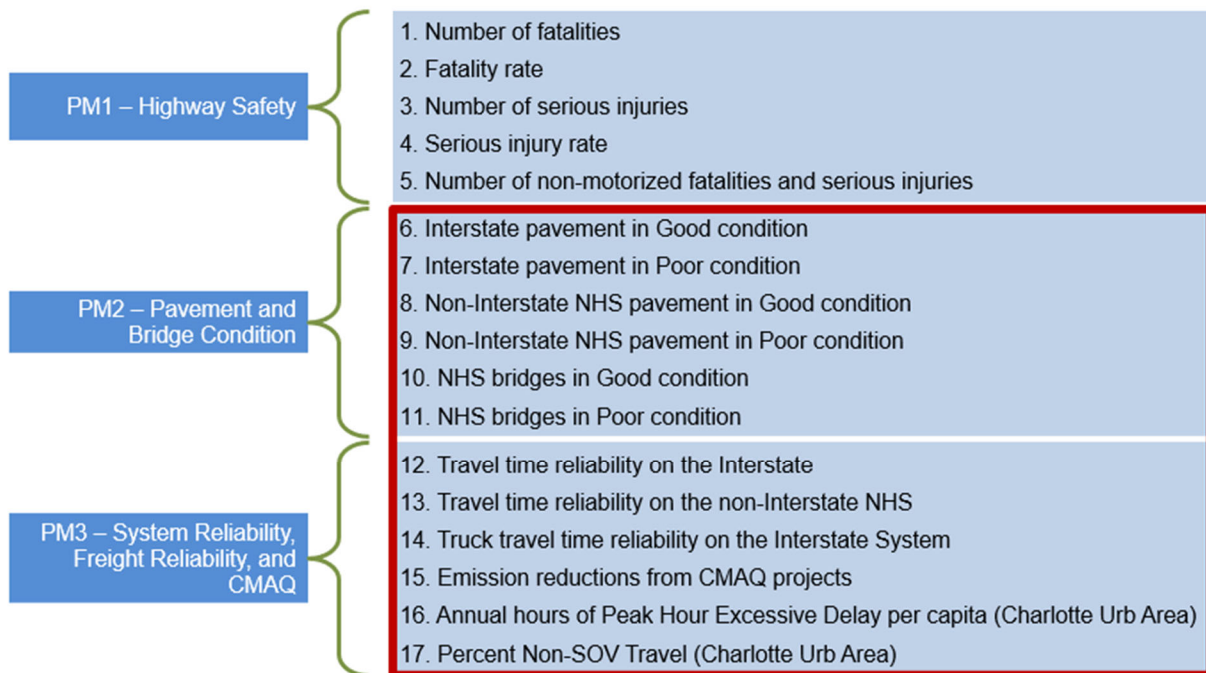 PM1 – Highway Safety
1. Number of fatalities
2. Fatality rate
3. Number of serious injuries
4. Serious injury rate
5. Number of non-motorized fatalities and serious injuries
PM2 – Pavement and
Bridge Condition
6. Interstate pavement in Good condition
7. Interstate pavement in Poor condition
8. Non-Interstate NHS pavement in Good condition
9. Non-Interstate NHS pavement in Poor condition
10. NHS bridges in Good condition
11. NHS bridges in Poor condition
PM3 – System Reliability,
Freight Reliability, and
CMAQ
12. Travel time reliability on the Interstate
13. Travel time reliability on the non-Interstate NHS
14. Truck travel time reliability on the Interstate System
15. Emission reductions from CMAQ projects
16. Annual hours of Peak Hour Excessive Delay per capita (Charlotte Urb Area)
17. Percent Non-SOV Travel (Charlotte Urb Area)